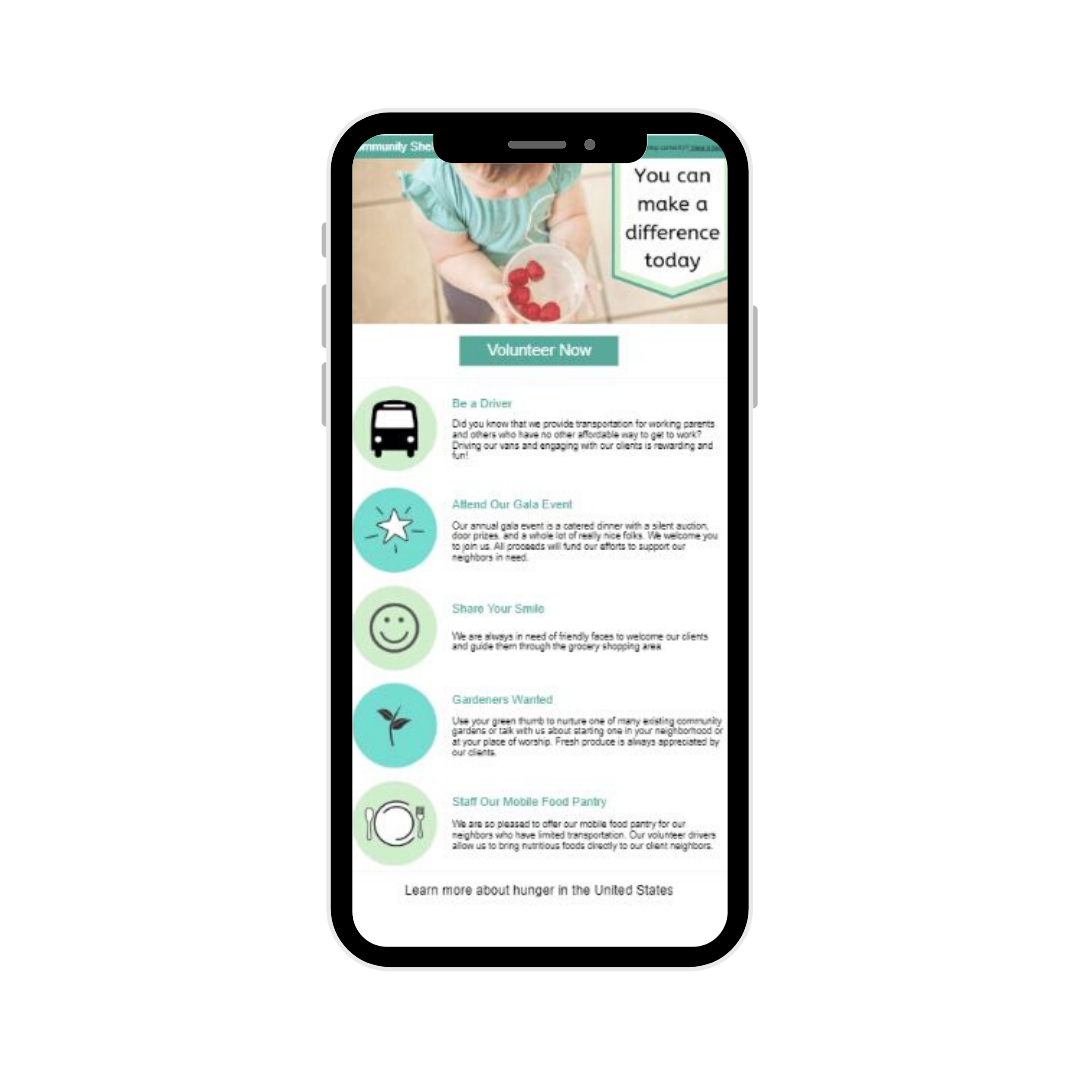 mmunity She
You can
make a
difference
today
Volunteer Now
Be a Driver
Did you know that we provide transportation for working parents
and others who have no other affordable way to get to work?
Driving our vans and engaging with our clients is rewarding and
fun!
Attend Our Gala Event
Our annual gala event is a catered dinner with a silent auction,
door prizes, and a whole lot of really nice folks. We welcome you
to join us. All proceeds will fund our efforts to support our
neighbors in need.
Share Your Smile
We are always in need of friendly faces to welcome our clients
and guide them through the grocery shopping area
Gardeners Wanted
Use your green thumb to nurture one of many existing community
gardens or talk with us about starting one in your neighborhood or
at your place of worship. Fresh produce is always appreciated by
our clients.
Staff Our Mobile Food Pantry
We are so pleased to offer our mobile food pantry for our
neighbors who have limited transportation. Our volunteer drivers
allow us to bring nutritious foods directly to our client neighbors.
Learn more about hunger in the United States